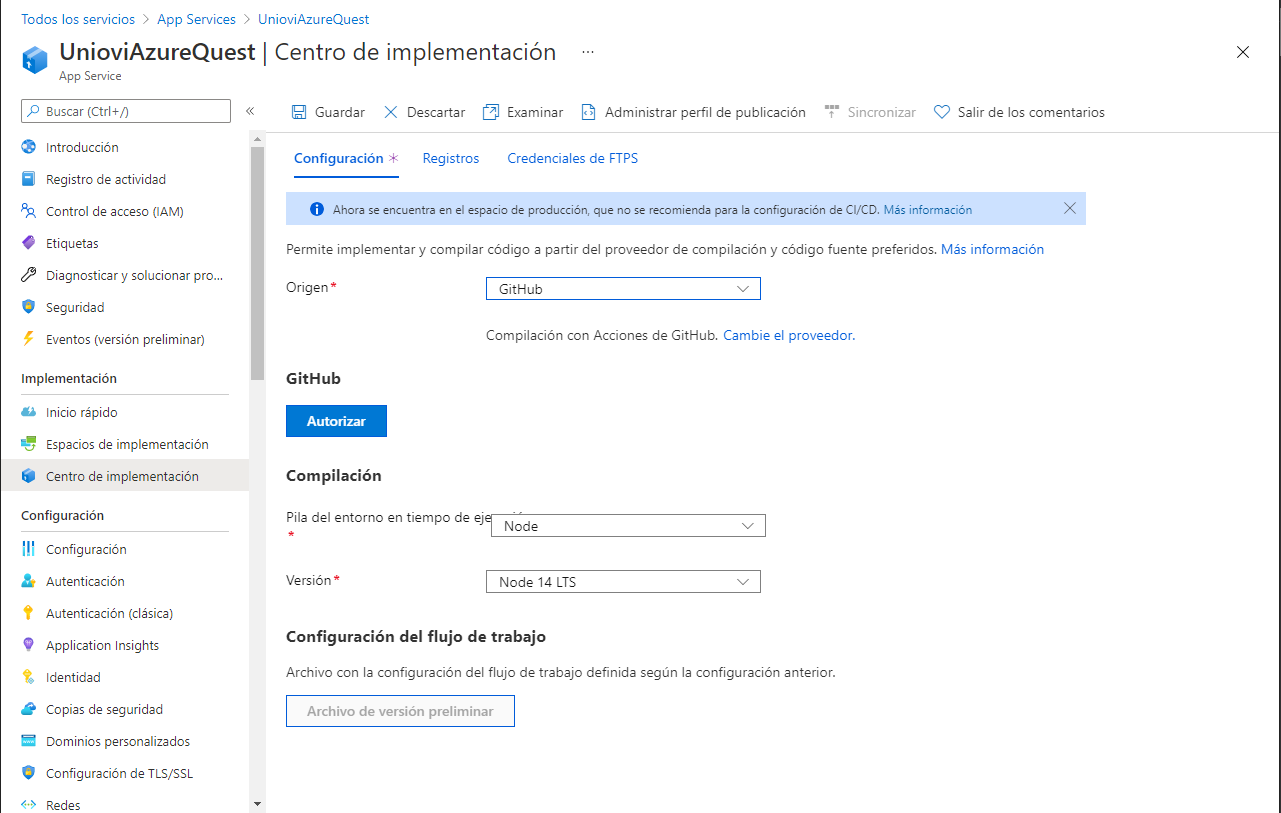 Todos los servicios > App Services > UnioviAzureQuest
UnioviAzureQuest | Centro de implementación ...
App Service
Buscar (Ctrl+/)
«
Introducción
Registro de actividad
Control de acceso (IAM)
Etiquetas
Diagnosticar y solucionar pro...
Seguridad
Eventos (versión preliminar)
Implementación
Inicio rápido
Espacios de implementación
Centro de implementación
Configuración
Configuración
Autenticación
Autenticación (clásica)
Application Insights
Identidad
Copias de seguridad
Dominios personalizados
Configuración de TLS/SSL
Redes
Guardar Descartar Examinar Administrar perfil de publicación Sincronizar Salir de los comentarios
Configuración * Registros Credenciales de FTPS
Ahora se encuentra en el espacio de producción, que no se recomienda para la configuración de CI/CD. Más información
Permite implementar y compilar código a partir del proveedor de compilación y código fuente preferidos. Más información
Origen * GitHub
Compilación con Acciones de GitHub. Cambie el proveedor.
GitHub
Autorizar
Compilación
Pila del entorno en tiempo de eje Node
*
Versión * Node 14 LTS
Configuración del flujo de trabajo
Archivo con la configuración del flujo de trabajo definida según la configuración anterior.
Archivo de versión preliminar